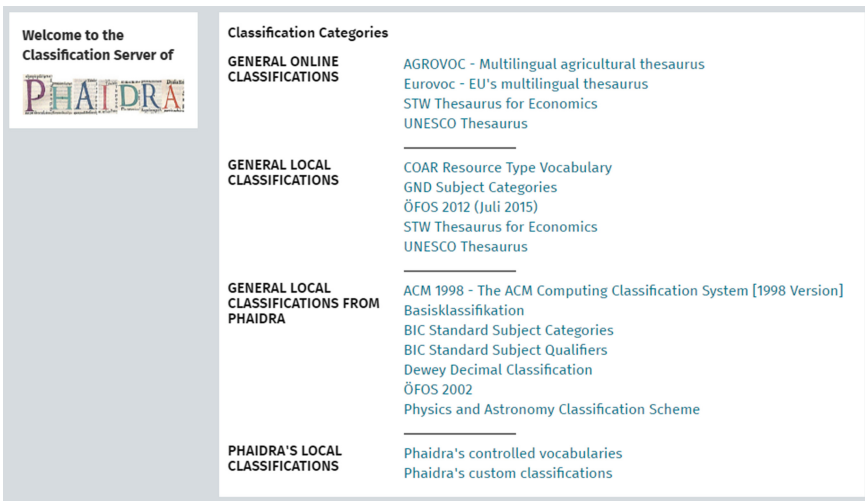 Welcome to the
Classification Server of
PHAIDRA
Classification Categories
GENERAL ONLINE
CLASSIFICATIONS
AGROVOC - Multilingual agricultural thesaurus
Eurovoc - EU's multilingual thesaurus
STW Thesaurus for Economics
UNESCO Thesaurus
GENERAL LOCAL
CLASSIFICATIONS
COAR Resource Type Vocabulary
GND Subject Categories
ÖFOS 2012 (Juli 2015)
STW Thesaurus for Economics
UNESCO Thesaurus
GENERAL LOCAL
CLASSIFICATIONS FROM
PHAIDRA
ACM 1998 - The ACM Computing Classification System [1998 Version]
Basisklassifikation
BIC Standard Subject Categories
BIC Standard Subject Qualifiers
Dewey Decimal Classification
ÖFOS 2002
Physics and Astronomy Classification Scheme
PHAIDRA'S LOCAL
CLASSIFICATIONS
Phaidra's controlled vocabularies
Phaidra's custom classifications